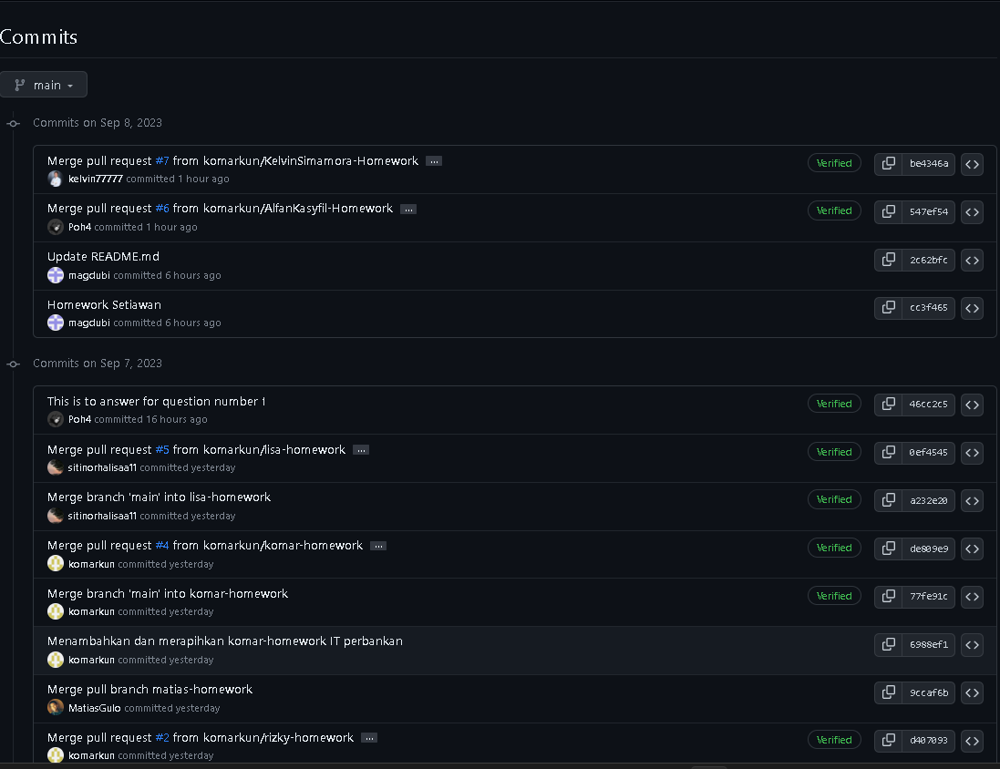 Commits
main
Commits on Sep 8, 2023
Merge pull request #7 from komarkun/KelvinSimamora-Homework ...
Verified be4346a
kelvin77777 committed 1 hour ago
Merge pull request #6 from komarkun/AlfanKasyfil-Homework ...
Verified 547ef54
Poh4 committed 1 hour ago
Update README.md
2c62bfc
magdubi committed 6 hours ago
Homework Setiawan
cc3f465
magdubi committed 6 hours ago
Commits on Sep 7, 2023
This is to answer for question number 1
Verified 46cc2c5
Poh4 committed 16 hours ago
Merge pull request #5 from komarkun/lisa-homework ...
Verified 0ef4545
sitinorhalisaa11 committed yesterday
Merge branch 'main' into lisa-homework
Verified a232e20
sitinorhalisaa11 committed yesterday
Merge pull request #4 from komarkun/komar-homework ...
Verified de809e9
komarkun committed yesterday
Merge branch 'main' into komar-homework
Verified 77fe91c
komarkun committed yesterday
Menambahkan dan merapihkan komar-homework IT perbankan
6988ef1
komarkun committed yesterday
Merge pull branch matias-homework
9ccaf6b
MatiasGulo committed yesterday
Merge pull request #2 from komarkun/rizky-homework ...
Verified d407093
komarkun committed yesterday